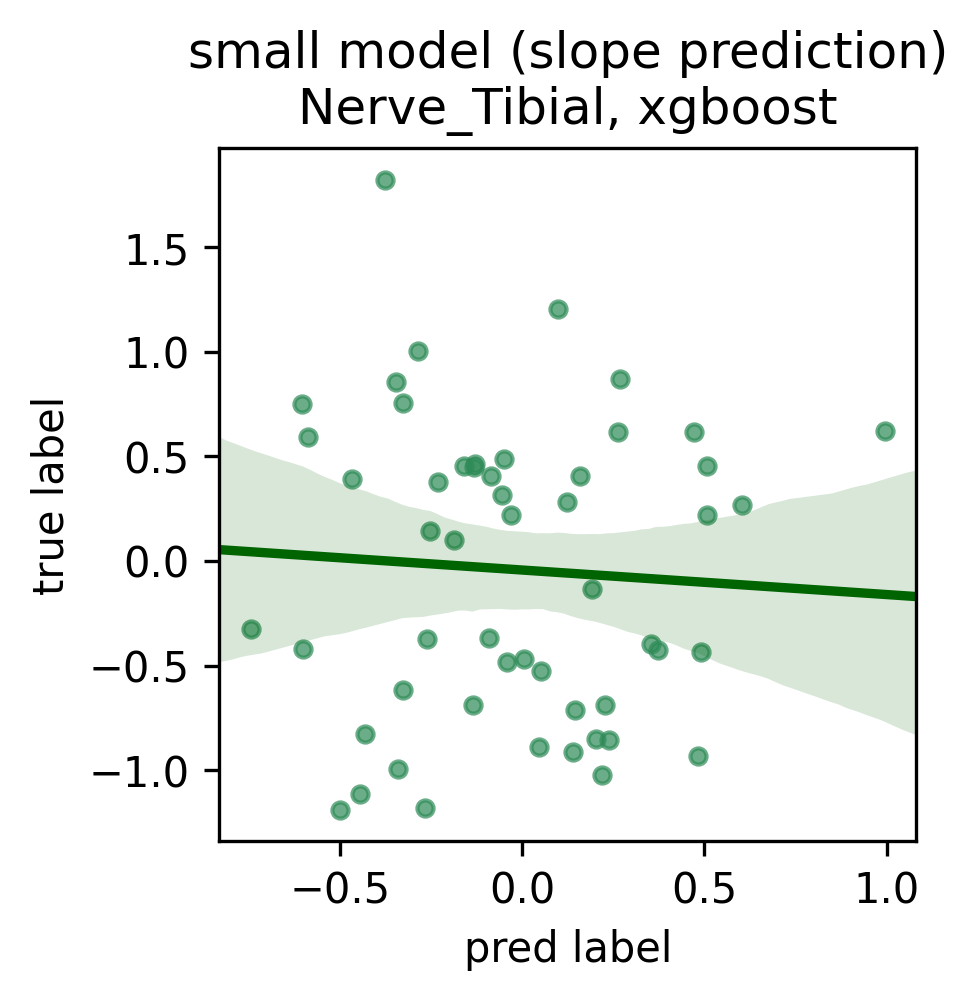 small model (slope prediction)
Nerve_Tibial, xgboost
1.5
1.0
0.5
0.0
−0.5
−1.0
true label
−0.5
0.0
0.5
1.0
pred label